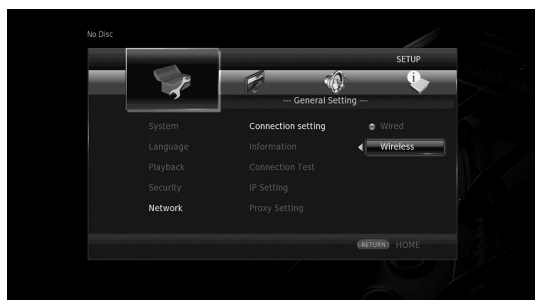 No Disc
SETUP
--- General Setting ---
System Connection setting Wired
Language Information Wireless
Playback Connection Test
Security IP Setting
Network Proxy Setting
RETURN HOME